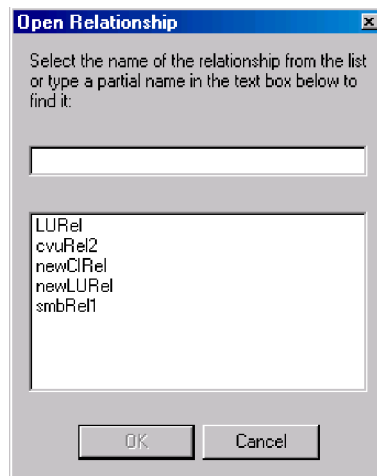 Open Relationship
Select the name of the relationship from the list
or type a partial name in the text box below to
find it:
LURel
cvuRel2
newClRel
newLURel
smbRel1
OK
Cancel